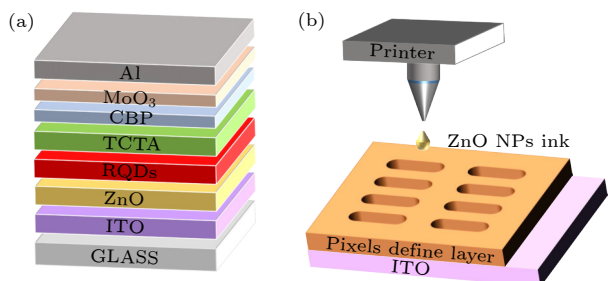 (a)
Al
MoO₃
CBP
TCTA
RQDs
ZnO
ITO
GLASS
(b)
Printer
ZnO NPs ink
Pixels define layer
ITO